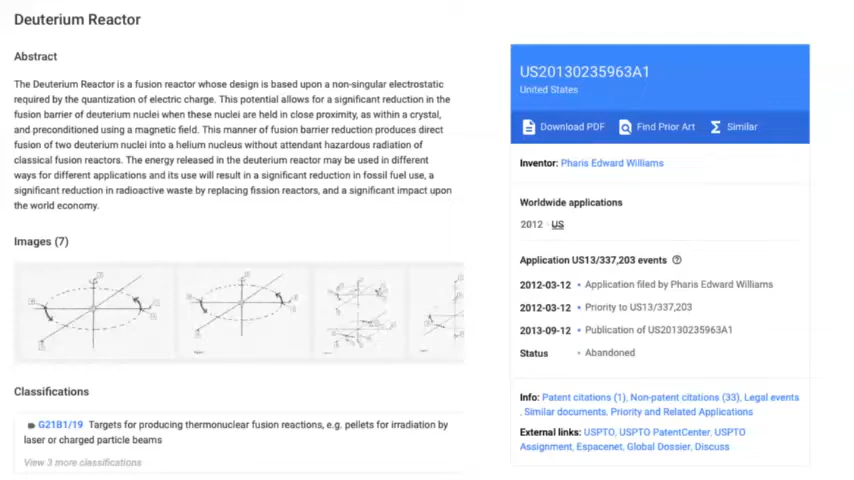 Deuterium Reactor
Abstract
The Deuterium Reactor is a fusion reactor whose design is based upon a non-singular electrostatic
required by the quantization of electric charge. This potential allows for a significant reduction in the
fusion barrier of deuterium nuclei when these nuclei are held in close proximity, as within a crystal,
and preconditioned using a magnetic field. This manner of fusion barrier reduction produces direct
fusion of two deuterium nuclei into a helium nucleus without attendant hazardous radiation of
classical fusion reactors. The energy released in the deuterium reactor may be used in different
ways for different applications and its use will result in a significant reduction in fossil fuel use, a
significant reduction in radioactive waste by replacing fission reactors, and a significant impact upon
the world economy.
Images (7)
Classifications
G21B1/19 Targets for producing thermonuclear fusion reactions, e.g. pellets for irradiation by
laser or charged particle beams
View 3 more classifications
US20130235963A1
United States
Download PDF Find Prior Art Similar
Inventor: Pharis Edward Williams
Worldwide applications
2012 · US
Application US13/337,203 events
2012-03-12 • Application filed by Pharis Edward Williams
2012-03-12 • Priority to US13/337,203
2013-09-12 • Publication of US20130235963A1
Status • Abandoned
Info: Patent citations (1), Non-patent citations (33), Legal events
, Similar documents, Priority and Related Applications
External links: USPTO, USPTO PatentCenter, USPTO
Assignment, Espacenet, Global Dossier, Discuss